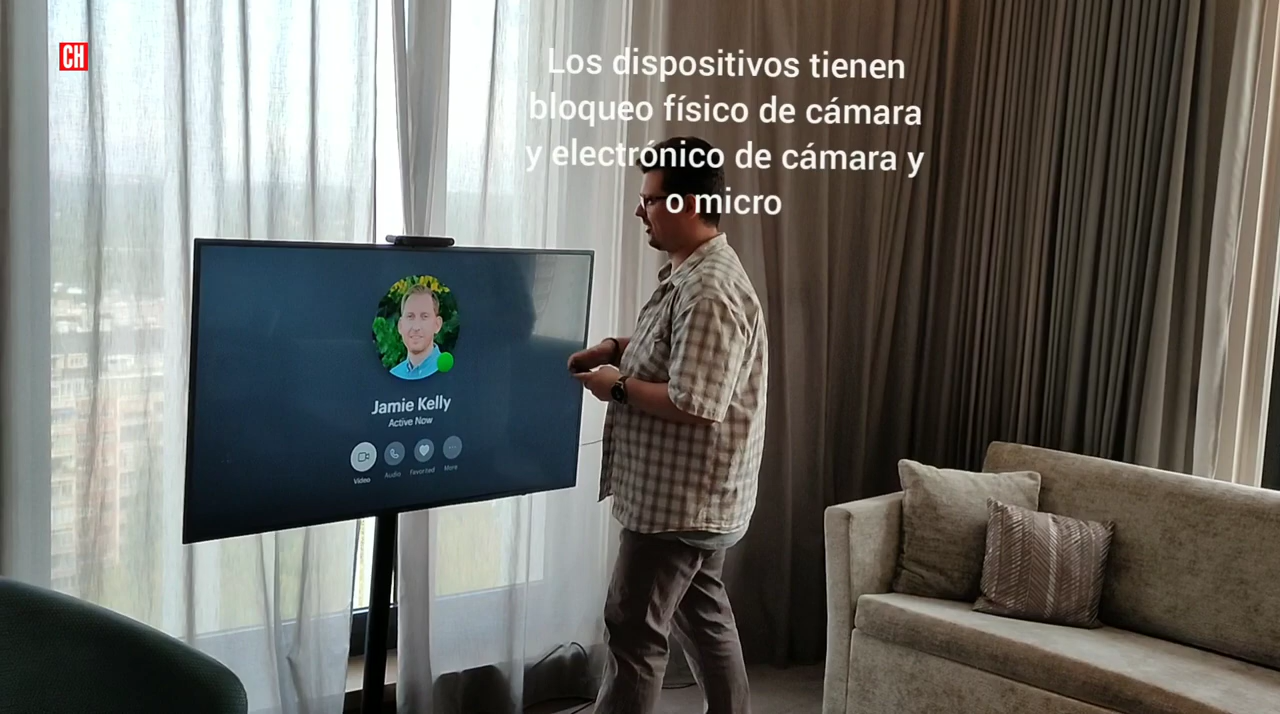 CH
Los dispositivos tienen
bloqueo físico de cámara
y electrónico de cámara y
o micro
Jamie Kelly
Active Now
Video
Audio
Favorited
More